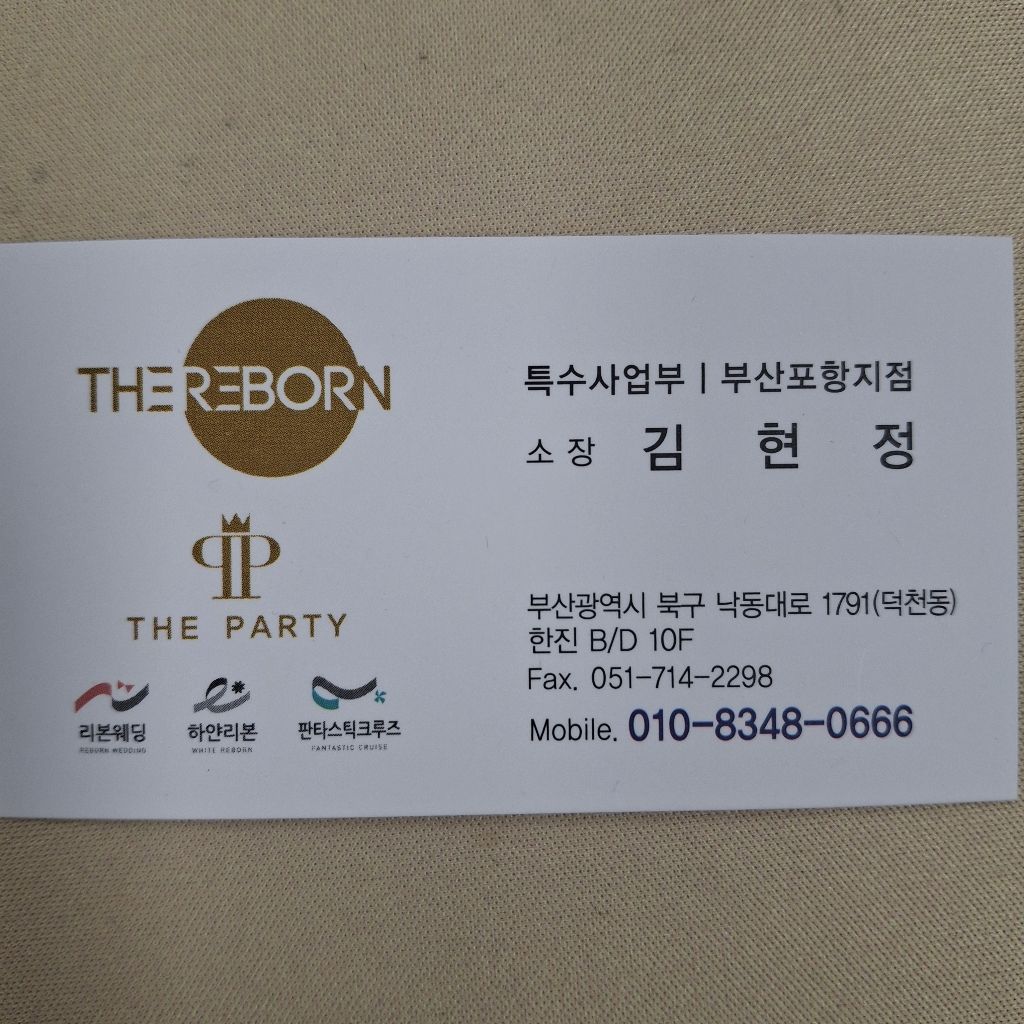 THE REBORN
THE PARTY
리본웨딩
REBORN WEDDING
하얀리본
WHITE REBORN
판타스틱크루즈
FANTASTIC CRUISE
특수사업부 | 부산포항지점
소장 김현정
부산광역시 북구 낙동대로 1791(덕천동)
한진 B/D 10F
Fax. 051-714-2298
Mobile. 010-8348-0666